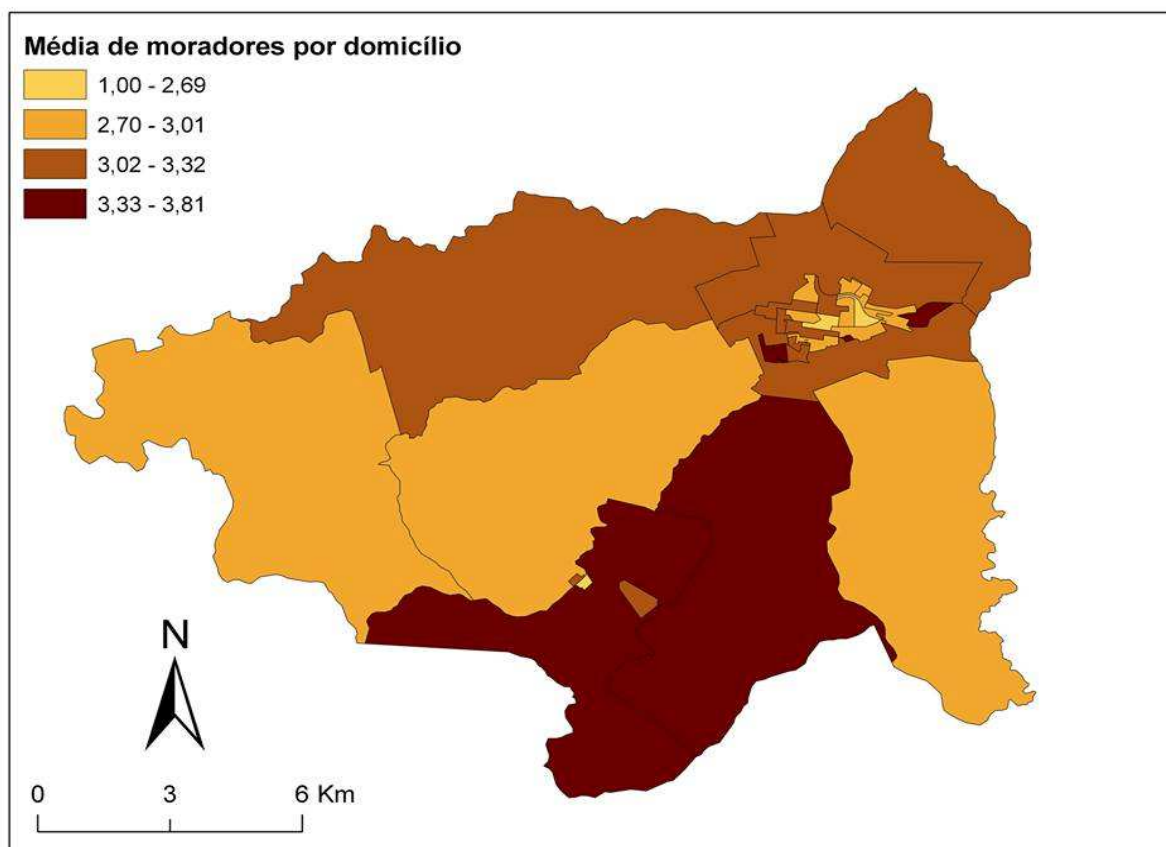 Média de moradores por domicílio
1,00 - 2,69
2,70 - 3,01
3,02 - 3,32
3,33 - 3,81
N
0 3 6 Km